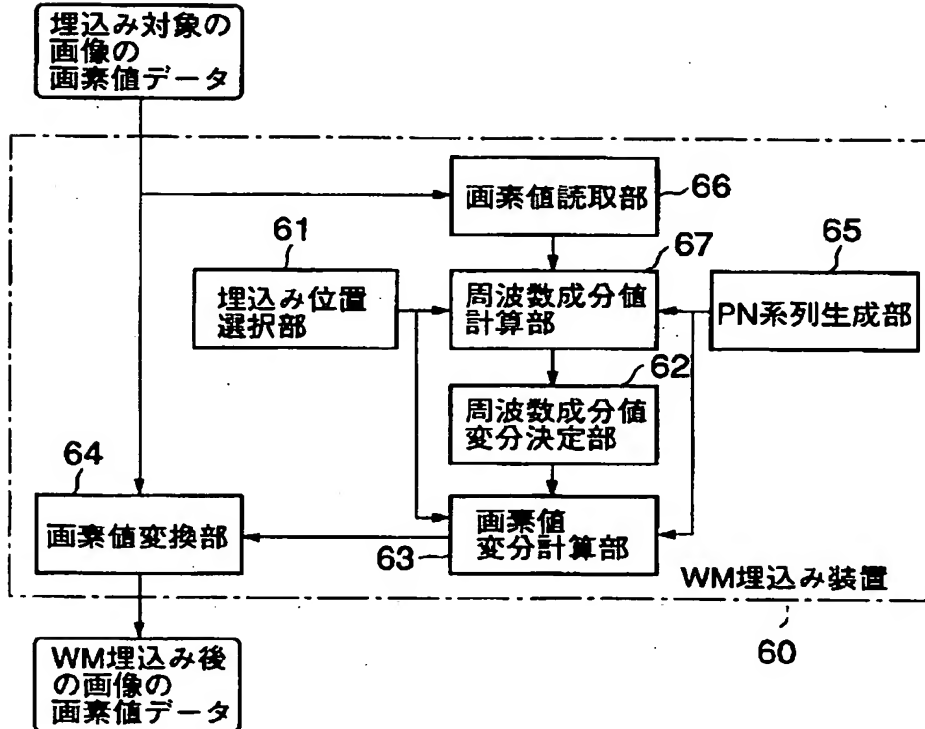 埋込み対象の
画像の
画素値データ
画素値読取部
66
61
67
65
埋込み位置
選択部
周波数成分値
計算部
PN系列生成部
62
周波数成分値
変分決定部
64
画素値変換部
画素値
変分計算部
63
WM埋込み装置
60
WM埋込み後
の画像の
画素値データ